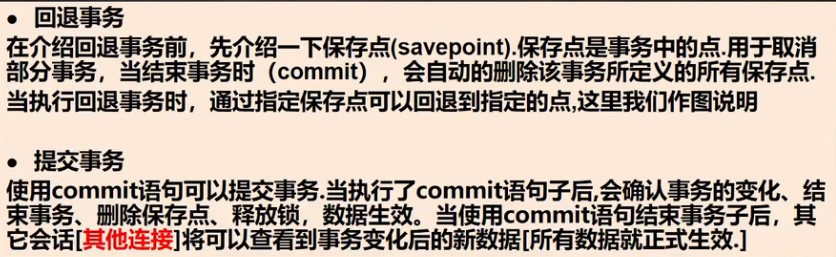 ● 回退事务
在介绍回退事务前，先介绍一下保存点(savepoint).保存点是事务中的点.用于取消
部分事务，当结束事务时（commit），会自动的删除该事务所定义的所有保存点.
当执行回退事务时，通过指定保存点可以回退到指定的点,这里我们作图说明
● 提交事务
使用commit语句可以提交事务.当执行了commit语句子后,会确认事务的变化、结
束事务、删除保存点、释放锁，数据生效。当使用commit语句结束事务子后，其
它会话[其他连接]将可以查看到事务变化后的新数据[所有数据就正式生效.]